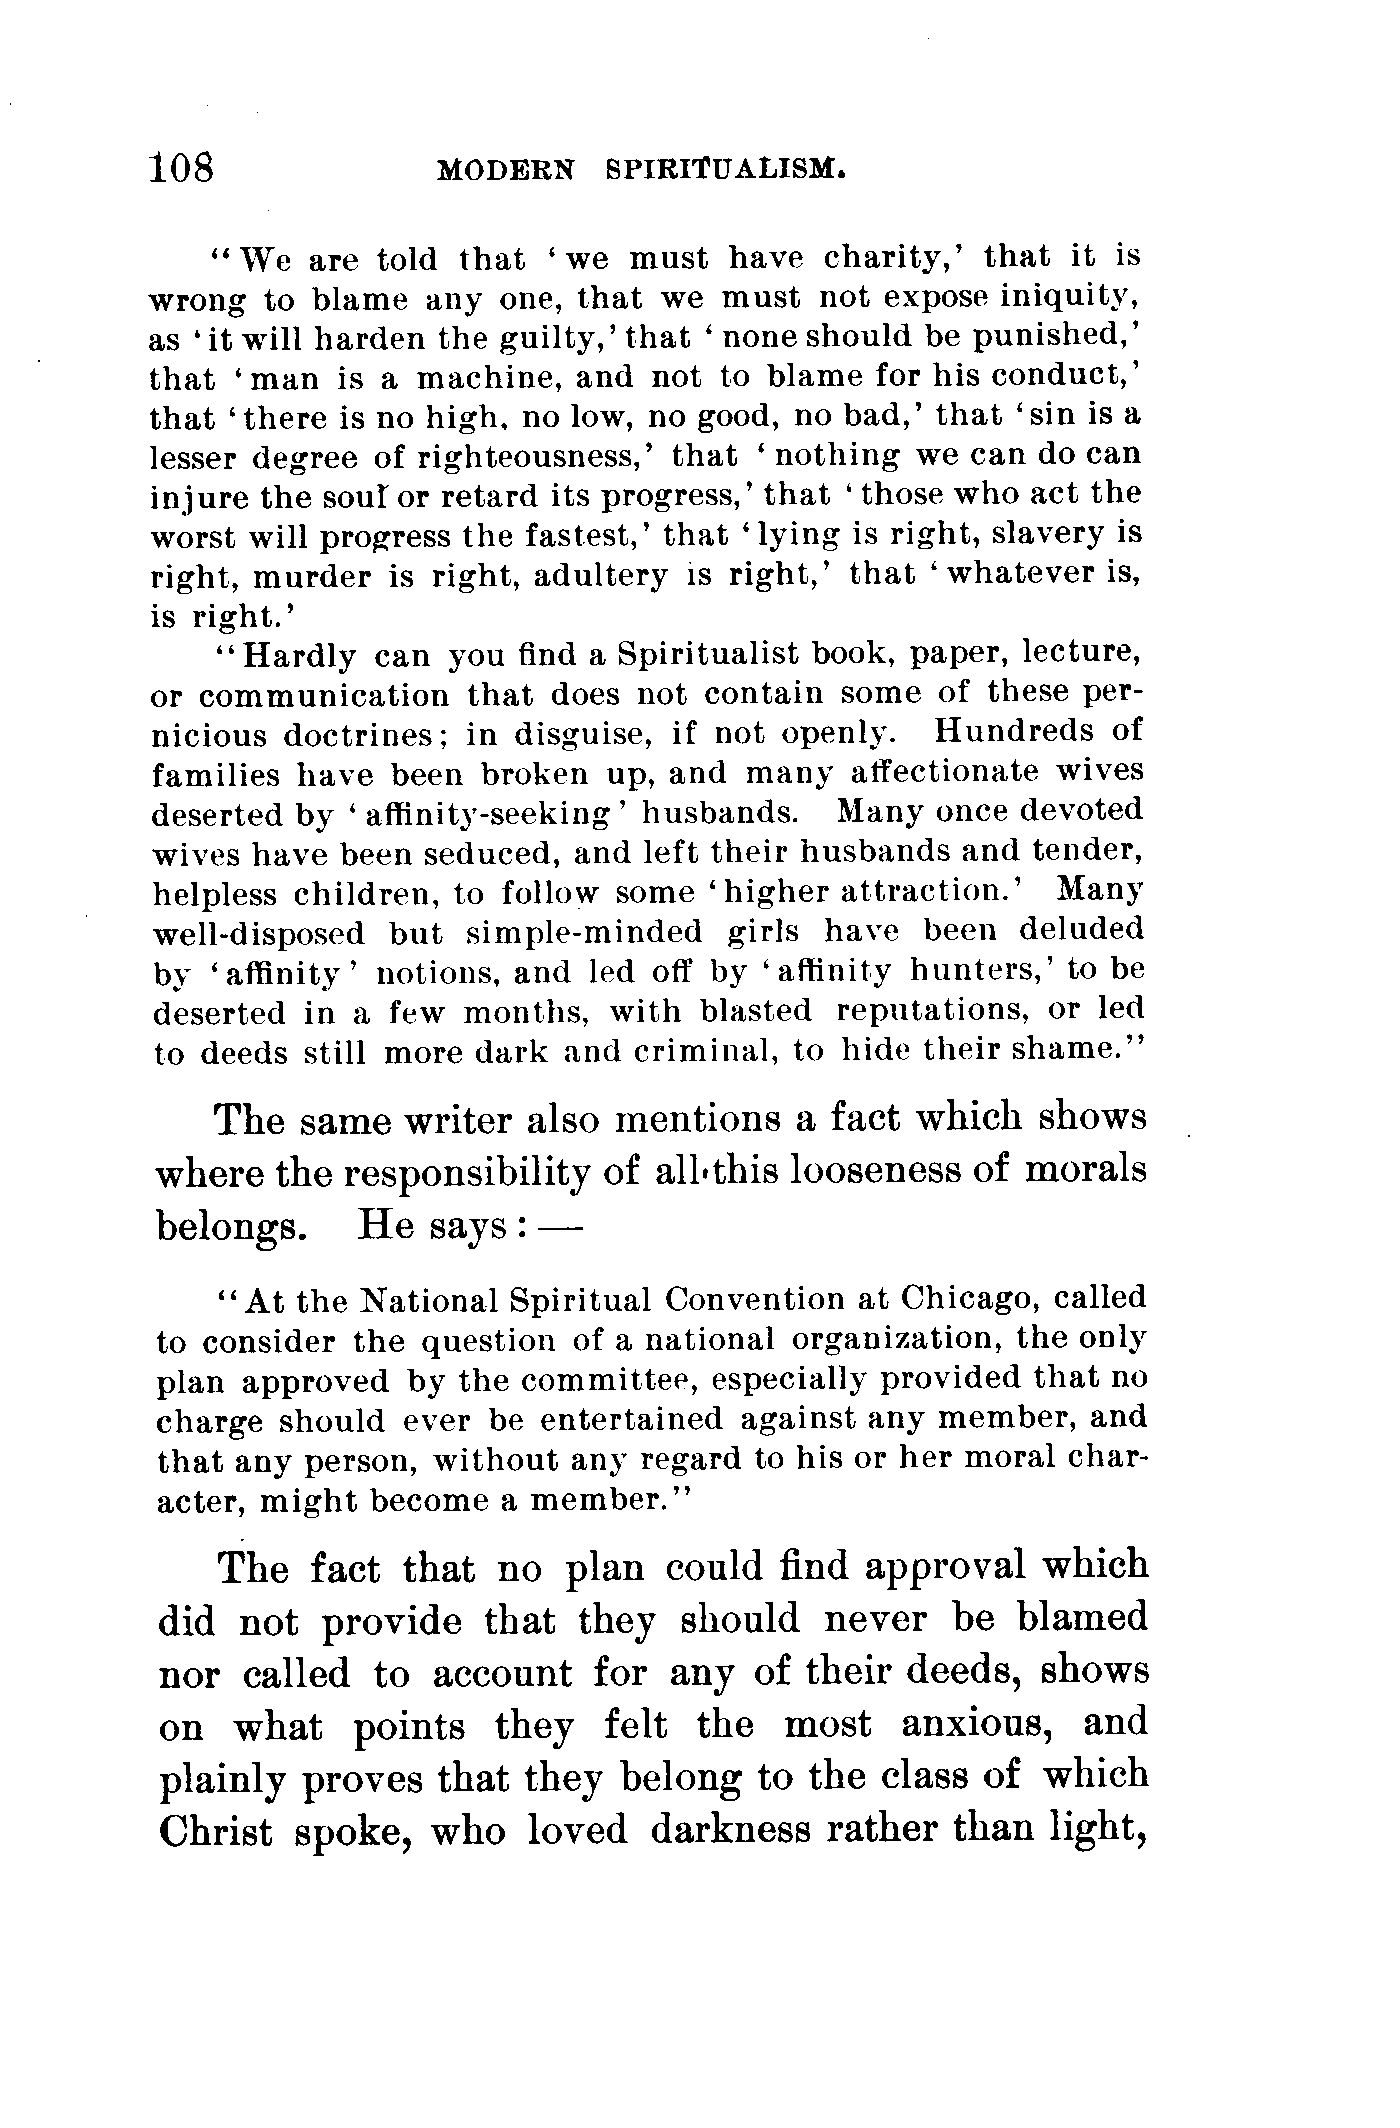 108 MODERN SPIRITUALISM.
“We are told that ‘we must have charity,’ that it is
wrong to blame any one, that we must not expose iniquity,
as ‘it will harden the guilty,’ that ‘none should be punished,’
that ‘man is a machine, and not to blame for his conduct,’
that ‘there is no high, no low, no good, no bad,’ that ‘sin is a
lesser degree of righteousness,’ that ‘nothing we can do can
injure the soul or retard its progress,’ that ‘those who act the
worst will progress the fastest,’ that ‘lying is right, slavery is
right, murder is right, adultery is right,’ that ‘whatever is,
is right.’
“Hardly can you find a Spiritualist book, paper, lecture,
or communication that does not contain some of these per-
nicious doctrines; in disguise, if not openly. Hundreds of
families have been broken up, and many affectionate wives
deserted by ‘affinity-seeking’ husbands. Many once devoted
wives have been seduced, and left their husbands and tender,
helpless children, to follow some ‘higher attraction.’ Many
well-disposed but simple-minded girls have been deluded
by ‘affinity’ notions, and led off by ‘affinity hunters,’ to be
deserted in a few months, with blasted reputations, or led
to deeds still more dark and criminal, to hide their shame.”
The same writer also mentions a fact which shows
where the responsibility of all this looseness of morals
belongs. He says: —
“At the National Spiritual Convention at Chicago, called
to consider the question of a national organization, the only
plan approved by the committee, especially provided that no
charge should ever be entertained against any member, and
that any person, without any regard to his or her moral char-
acter, might become a member.”
The fact that no plan could find approval which
did not provide that they should never be blamed
nor called to account for any of their deeds, shows
on what points they felt the most anxious, and
plainly proves that they belong to the class of which
Christ spoke, who loved darkness rather than light,